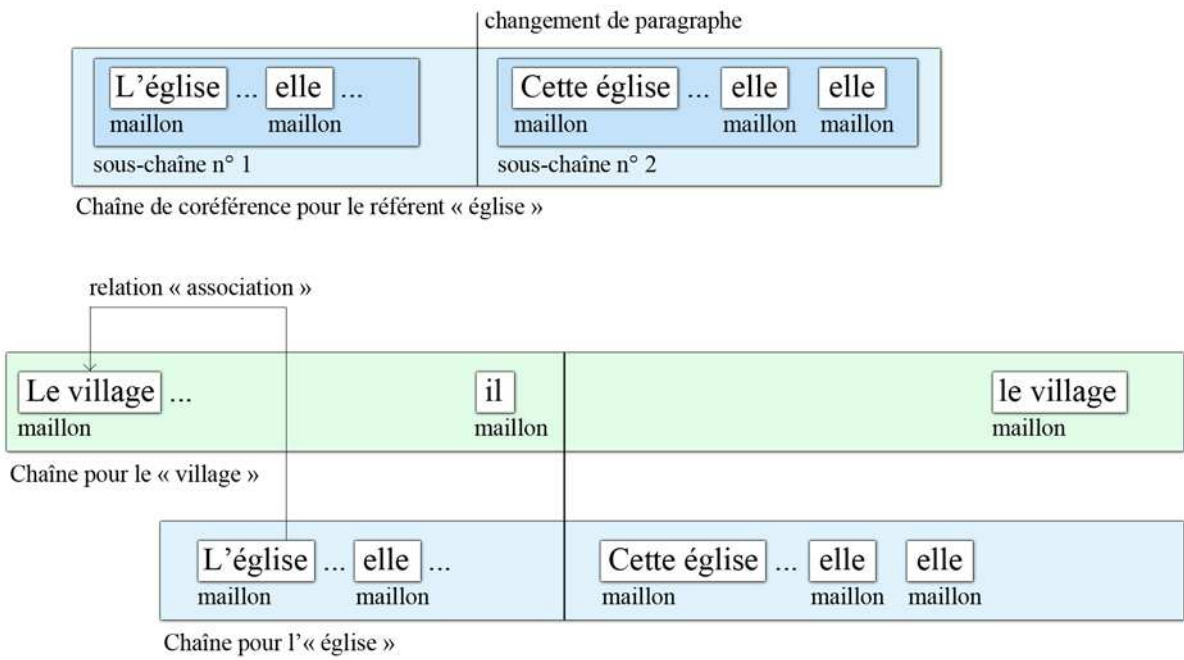 changement de paragraphe
L'église ... elle ... Cette église ... elle elle
maillon maillon maillon maillon maillon
sous-chaîne n° 1 sous-chaîne n° 2
Chaîne de coréférence pour le référent « église »
relation « association »
Le village ... il le village
maillon maillon maillon
Chaîne pour le « village »
L'église ... elle ... Cette église ... elle elle
maillon maillon maillon maillon maillon
Chaîne pour l'« église »